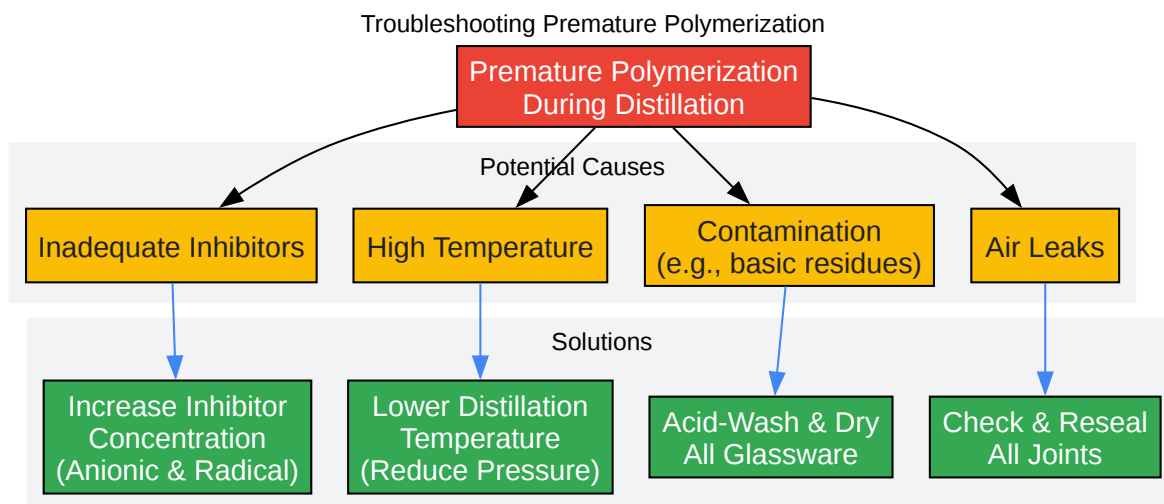 Troubleshooting Premature Polymerization
Premature Polymerization
During Distillation
Potential Causes
Inadequate Inhibitors
High Temperature
Contamination
(e.g., basic residues)
Air Leaks
Solutions
Increase Inhibitor
Concentration
(Anionic & Radical)
Lower Distillation
Temperature
(Reduce Pressure)
Acid-Wash & Dry
All Glassware
Check & Reseal
All Joints